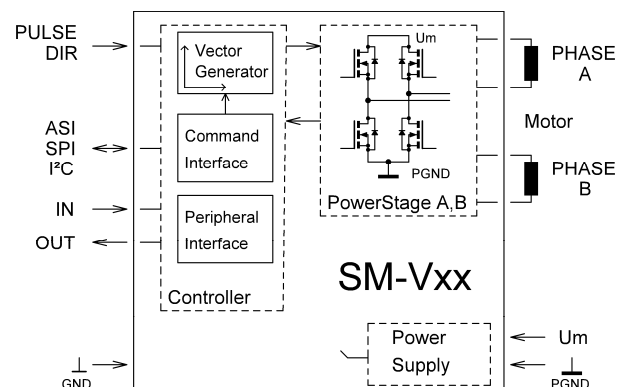 PULSE
DIR
ASI
SPI
I²C
IN
OUT
GND
Vector
Generator
Command
Interface
Peripheral
Interface
Controller
Um
PGND
PowerStage A,B
SM-Vxx
Power
Supply
PHASE
A
Motor
PHASE
B
Um
PGND